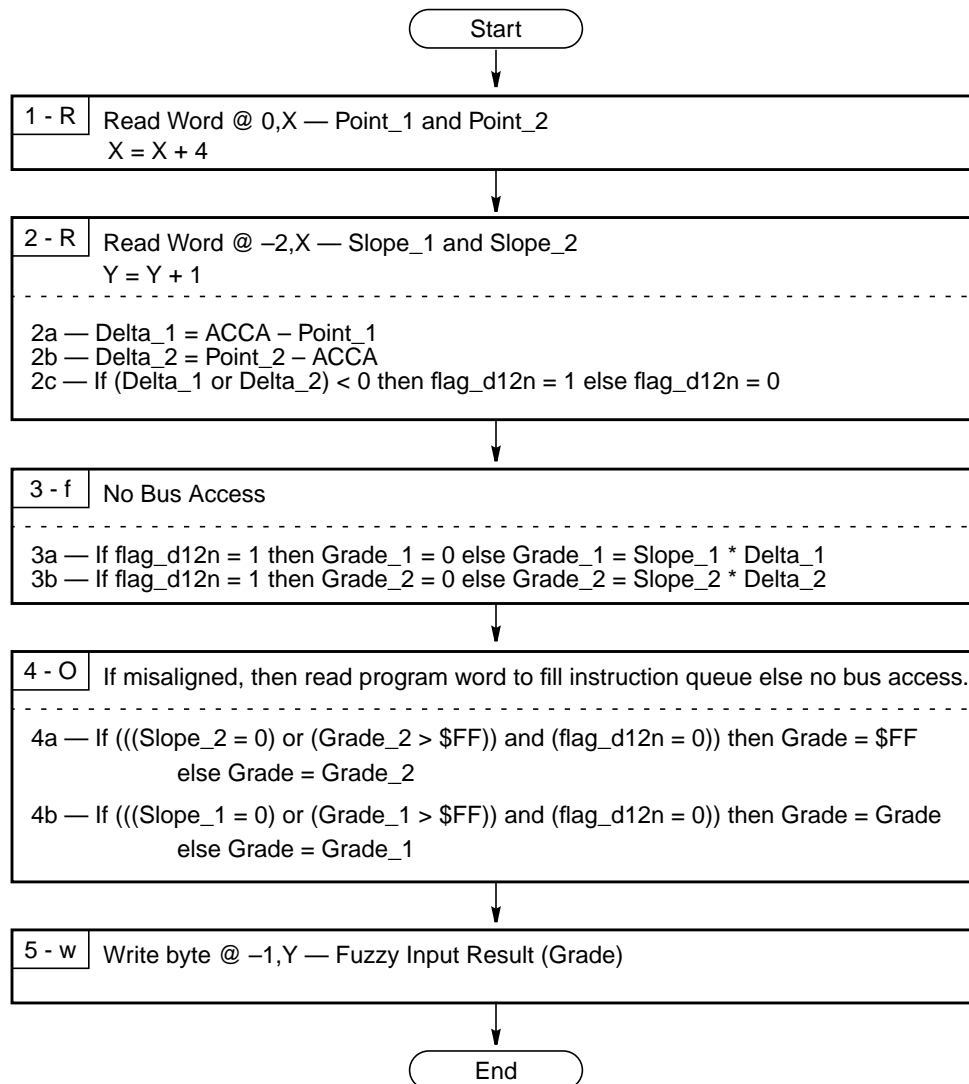 Start
1 - R
Read Word @ 0,X — Point_1 and Point_2
X = X + 4
2 - R
Read Word @ –2,X — Slope_1 and Slope_2
Y = Y + 1
2a — Delta_1 = ACCA – Point_1
2b — Delta_2 = Point_2 – ACCA
2c — If (Delta_1 or Delta_2) < 0 then flag_d12n = 1 else flag_d12n = 0
3 - f
No Bus Access
3a — If flag_d12n = 1 then Grade_1 = 0 else Grade_1 = Slope_1 * Delta_1
3b — If flag_d12n = 1 then Grade_2 = 0 else Grade_2 = Slope_2 * Delta_2
4 - O
If misaligned, then read program word to fill instruction queue else no bus access.
4a — If (((Slope_2 = 0) or (Grade_2 > $FF)) and (flag_d12n = 0)) then Grade = $FF
else Grade = Grade_2
4b — If (((Slope_1 = 0) or (Grade_1 > $FF)) and (flag_d12n = 0)) then Grade = Grade
else Grade = Grade_1
5 - w
Write byte @ –1,Y — Fuzzy Input Result (Grade)
End